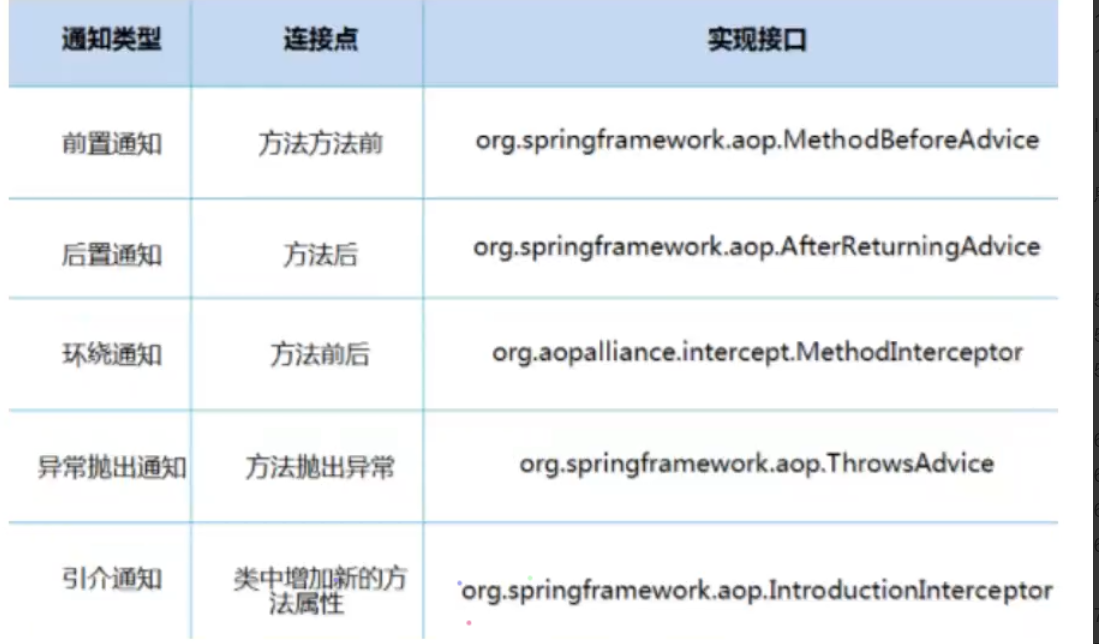 通知类型 连接点 实现接口
前置通知 方法方法前 org.springframework.aop.MethodBeforeAdvice
后置通知 方法后 org.springframework.aop.AfterReturningAdvice
环绕通知 方法前后 org.aopalliance.intercept.MethodInterceptor
异常抛出通知 方法抛出异常 org.springframework.aop.ThrowsAdvice
引介通知 类中增加新的方
法属性 org.springframework.aop.IntroductionInterceptor